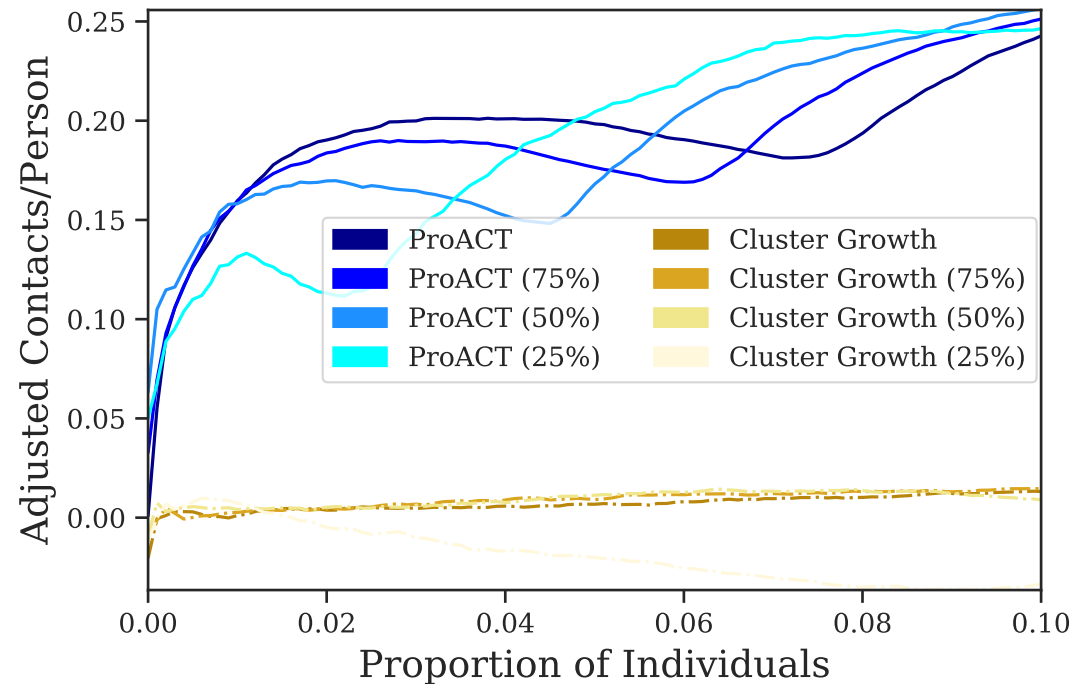 Adjusted Contacts/Person
0.25
0.20
0.15
0.10
0.05
0.00
ProACT
ProACT (75%)
ProACT (50%)
ProACT (25%)
Cluster Growth
Cluster Growth (75%)
Cluster Growth (50%)
Cluster Growth (25%)
0.00 0.02 0.04 0.06 0.08 0.10
Proportion of Individuals